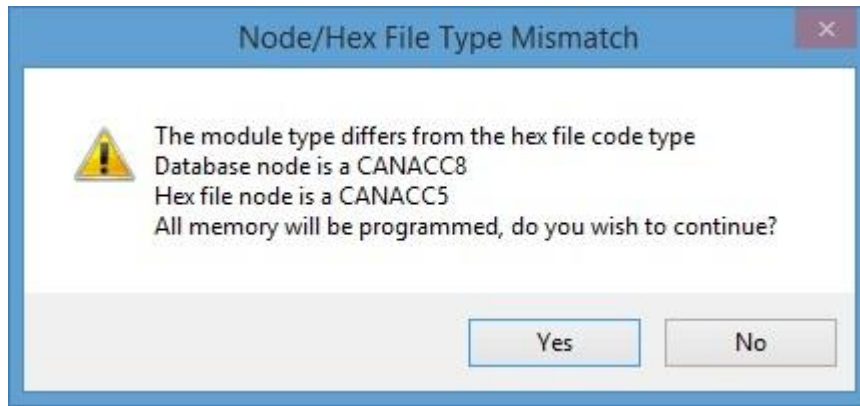 Node/Hex File Type Mismatch
The module type differs from the hex file code type
Database node is a CANACC8
Hex file node is a CANACC5
All memory will be programmed, do you wish to continue?
Yes
No